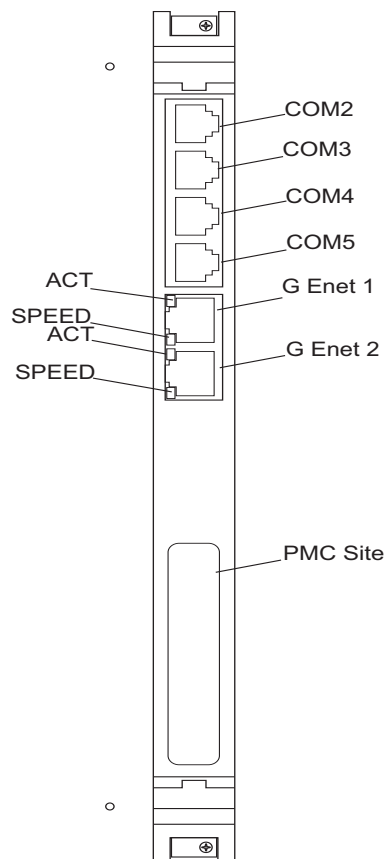 COM2
COM3
COM4
COM5
ACT
G Enet 1
SPEED
ACT
G Enet 2
SPEED
PMC Site